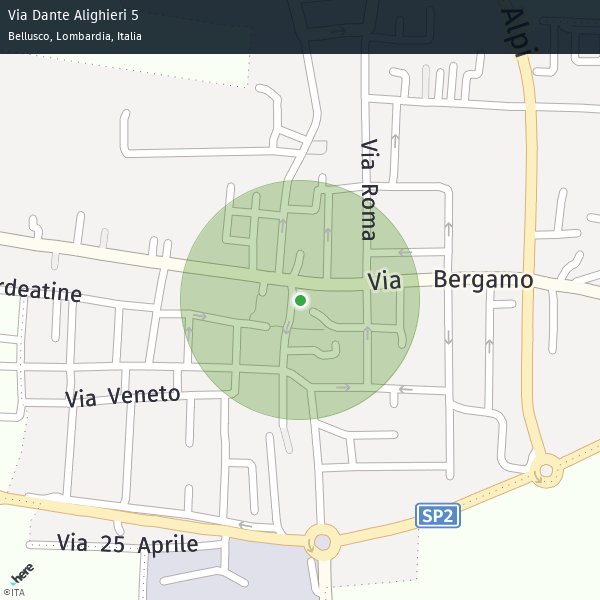 Via Dante Alighieri 5
Bellusco, Lombardia, Italia
Alpi
Via Roma
Via Bergamo
rdeatine
Via Veneto
SP2
Via 25 Aprile
here
©ITA